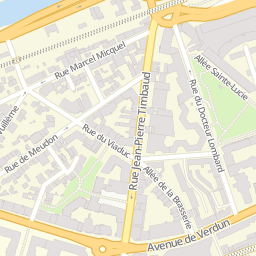 Rue Marcel Micquel
Allée Sainte-Lucie
Rue Jean-Pierre Timbaud
Rue du Docteur Lombard
Rue du Viaduc
Rue de Meudon
Allée de la Brasserie
Avenue de Verdun